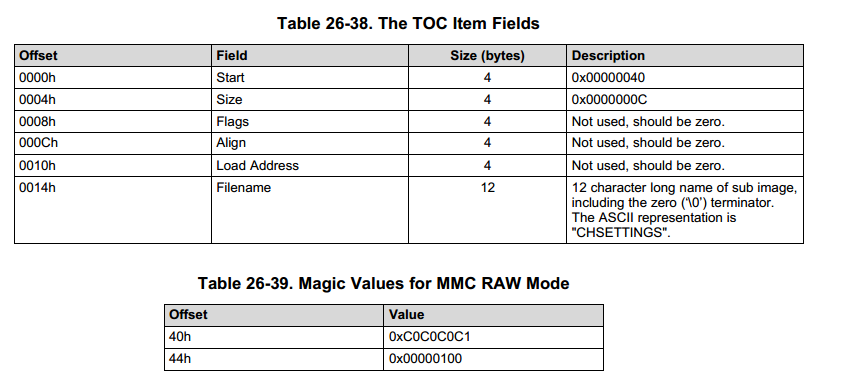 Table 26-38. The TOC Item Fields
Offset Field Size (bytes) Description
0000h Start 4 0x00000040
0004h Size 4 0x0000000C
0008h Flags 4 Not used, should be zero.
000Ch Align 4 Not used, should be zero.
0010h Load Address 4 Not used, should be zero.
0014h Filename 12 12 character long name of sub image,
including the zero ('\0') terminator.
The ASCII representation is
"CHSETTINGS".
Table 26-39. Magic Values for MMC RAW Mode
Offset Value
40h 0xC0C0C0C1
44h 0x00000100